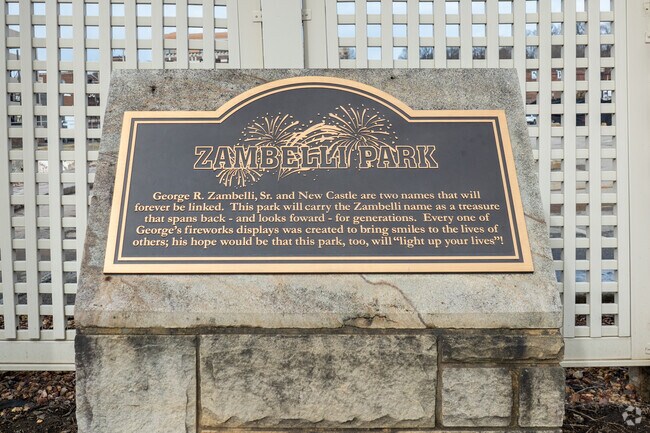 ZAMBELLI PARK
George R. Zambelli, Sr. and New Castle are two names that will
forever be linked. This park will carry the Zambelli name as a treasure
that spans back - and looks foward - for generations. Every one of
George's fireworks displays was created to bring smiles to the lives of
others; his hope would be that this park, too, will "light up your lives"!